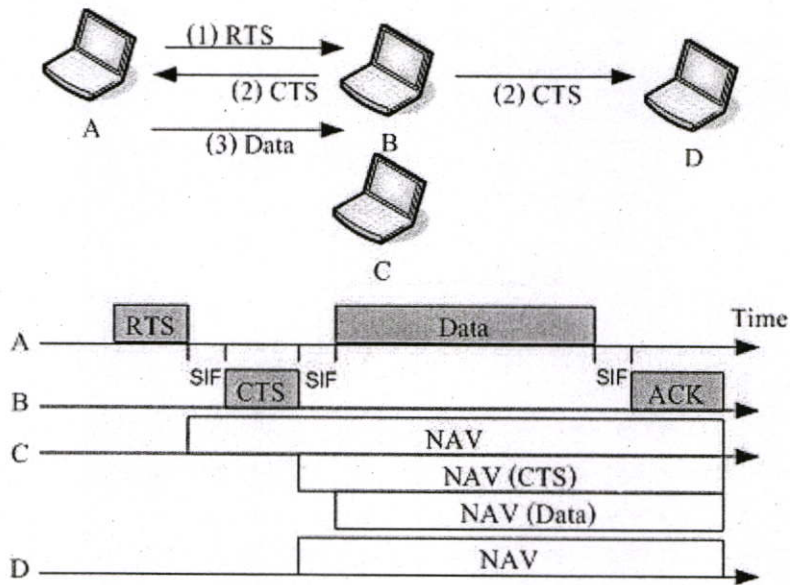 (1) RTS
(2) CTS
(2) CTS
(3) Data
A
B
C
D
RTS
Data
Time
A
SIF
CTS
SIF
SIF
ACK
B
NAV
C
NAV (CTS)
NAV (Data)
NAV
D